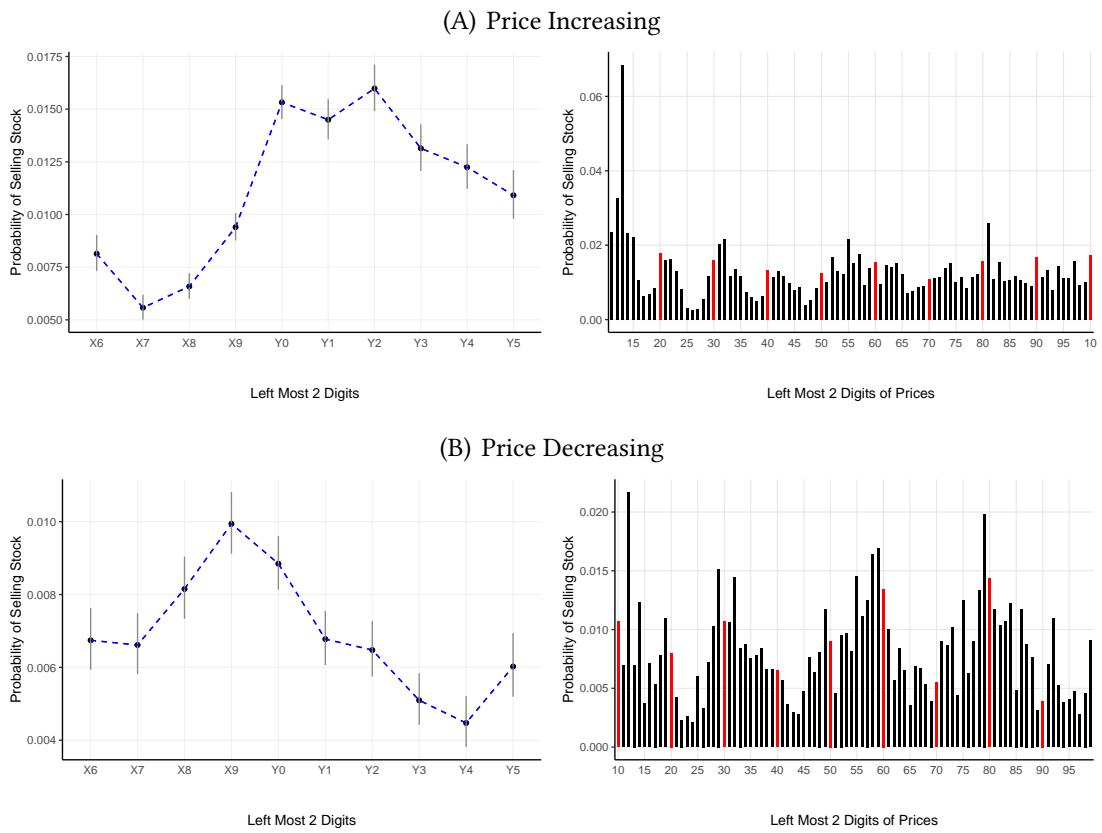 (A) Price Increasing
Probability of Selling Stock
0.0175
0.0150
0.0125
0.0100
0.0075
0.0050
X6 X7 X8 X9 Y0 Y1 Y2 Y3 Y4 Y5
Left Most 2 Digits
Probability of Selling Stock
0.06
0.04
0.02
0.00
15 20 25 30 35 40 45 50 55 60 65 70 75 80 85 90 95 10
Left Most 2 Digits of Prices
(B) Price Decreasing
Probability of Selling Stock
0.010
0.008
0.006
0.004
X6 X7 X8 X9 Y0 Y1 Y2 Y3 Y4 Y5
Left Most 2 Digits
Probability of Selling Stock
0.020
0.015
0.010
0.005
0.000
10 15 20 25 30 35 40 45 50 55 60 65 70 75 80 85 90 95
Left Most 2 Digits of Prices